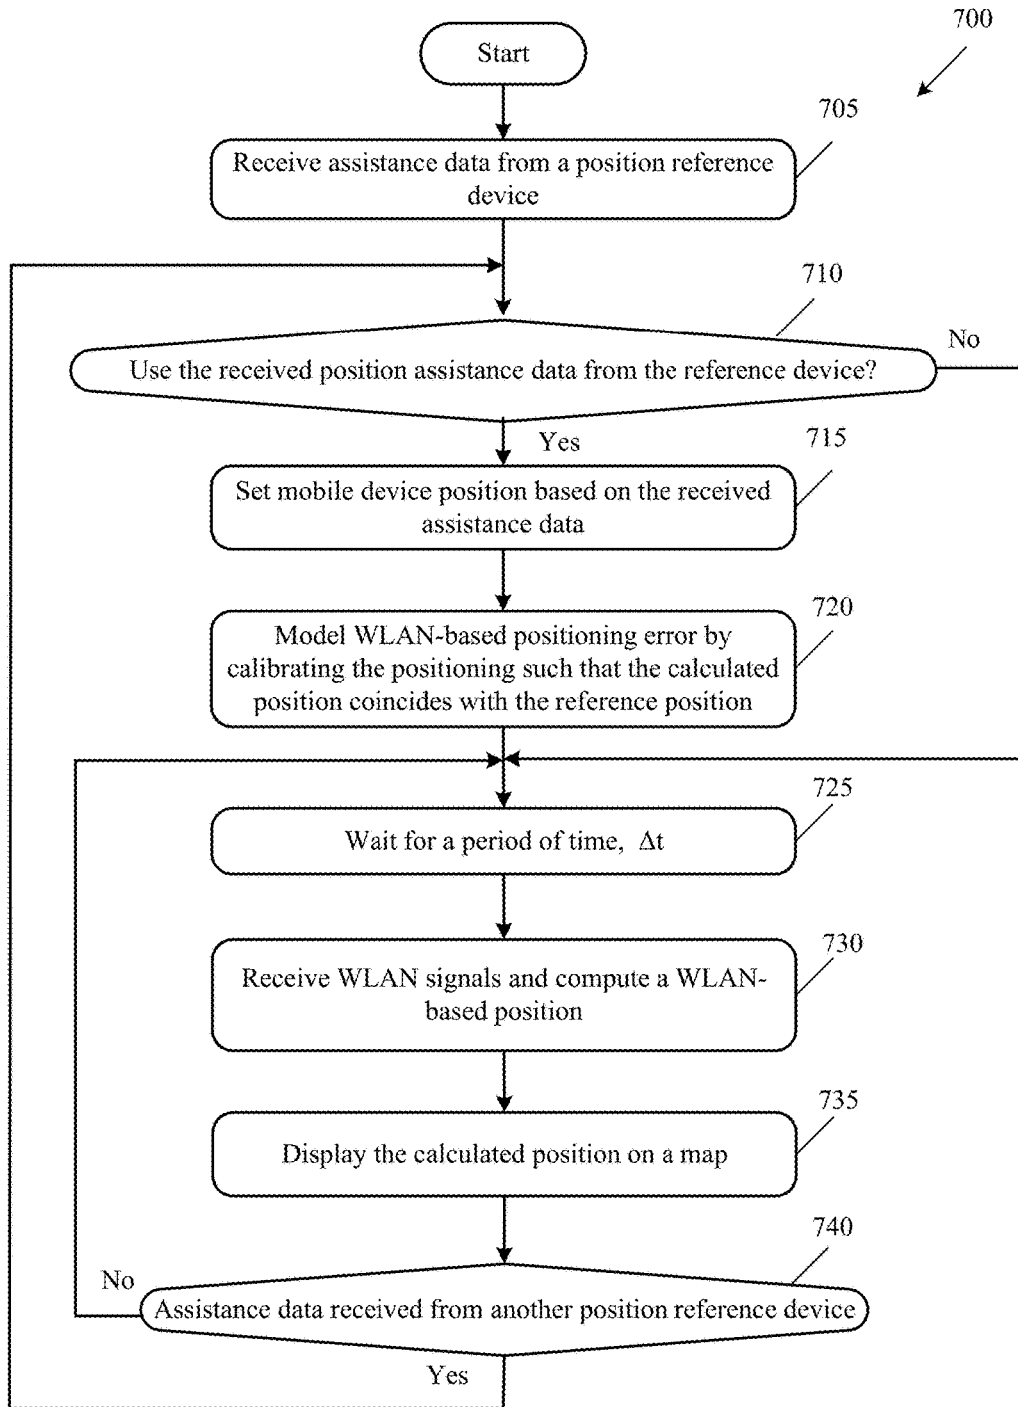 700
Start
705
Receive assistance data from a position reference
device
710
No
Use the received position assistance data from the reference device?
Yes
715
Set mobile device position based on the received
assistance data
720
Model WLAN-based positioning error by
calibrating the positioning such that the calculated
position coincides with the reference position
725
Wait for a period of time, Δt
730
Receive WLAN signals and compute a WLAN-
based position
735
Display the calculated position on a map
740
No
Assistance data received from another position reference device
Yes